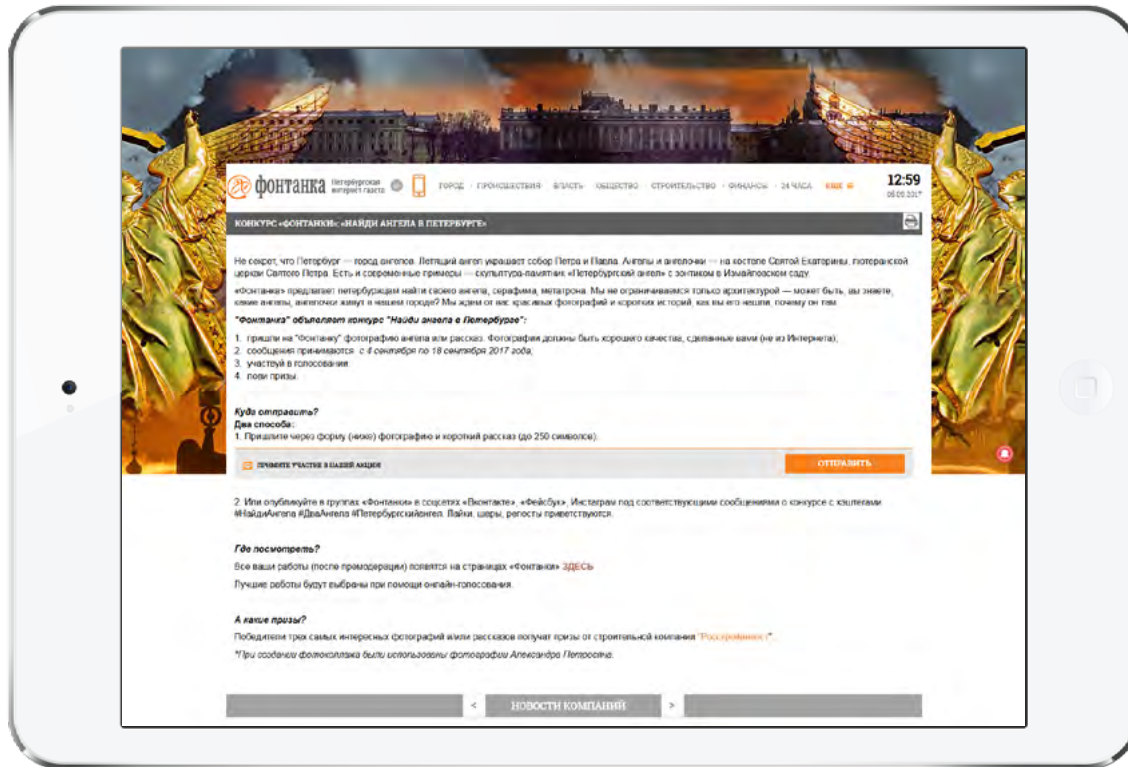 фонтанка
Петербургская
интернет-газета
ГОРОД ПРОИСШЕСТВИЯ ВЛАСТЬ ОБЩЕСТВО СТРОИТЕЛЬСТВО ФИНАНСЫ 24 ЧАСА ЕЩЕ
12:59
05.09.2017
КОНКУРС «ФОНТАНКИ»: «НАЙДИ АНГЕЛА В ПЕТЕРБУРГЕ»
Не секрет, что Петербург — город ангелов. Летящий ангел украшает собор Петра и Павла. Ангелы и ангелочки — на костеле Святой Екатерины, лютеранской
церкви Святого Петра. Есть и современные примеры — скульптура-памятник «Петербургский ангел» с зонтиком в Измайловском саду.
«Фонтанка» предлагает петербуржцам найти своего ангела, серафима, метатрона. Мы не ограничиваемся только архитектурой — может быть, вы знаете,
какие ангелы, ангелочки живут в нашем городе? Мы ждем от вас красивых фотографий и коротких историй, как вы его нашли, почему он там.
"Фонтанка" объявляет конкурс "Найди ангела в Петербурге":
1. пришли на "Фонтанку" фотографию ангела или рассказ. Фотографии должны быть хорошего качества, сделанные вами (не из Интернета);
2. сообщения принимаются с 4 сентября по 18 сентября 2017 года;
3. участвуй в голосовании
4. лови призы.
Куда отправить?
Два способа:
1. Пришлите через форму (ниже) фотографию и короткий рассказ (до 250 символов).
ПРИМИТЕ УЧАСТИЕ В НАШЕЙ АКЦИИ
ОТПРАВИТЬ
2. Или опубликуйте в группах «Фонтанки» в соцсетях «Вконтакте», «Фейсбук», Инстаграм под соответствующими сообщениями о конкурсе с хэштегами
#НайдиАнгела #ДваАнгела #Петербургскийангел. Лайки, шеры, репосты приветствуются.
Где посмотреть?
Все ваши работы (после премодерации) появятся на страницах «Фонтанки» ЗДЕСЬ
Лучшие работы будут выбраны при помощи онлайн-голосования.
А какие призы?
Победители трех самых интересных фотографий и/или рассказов получат призы от строительной компании "Росстройинвест".
*При создании фотоколлажа были использованы фотографии Александра Петросяна.
< НОВОСТИ КОМПАНИЙ >